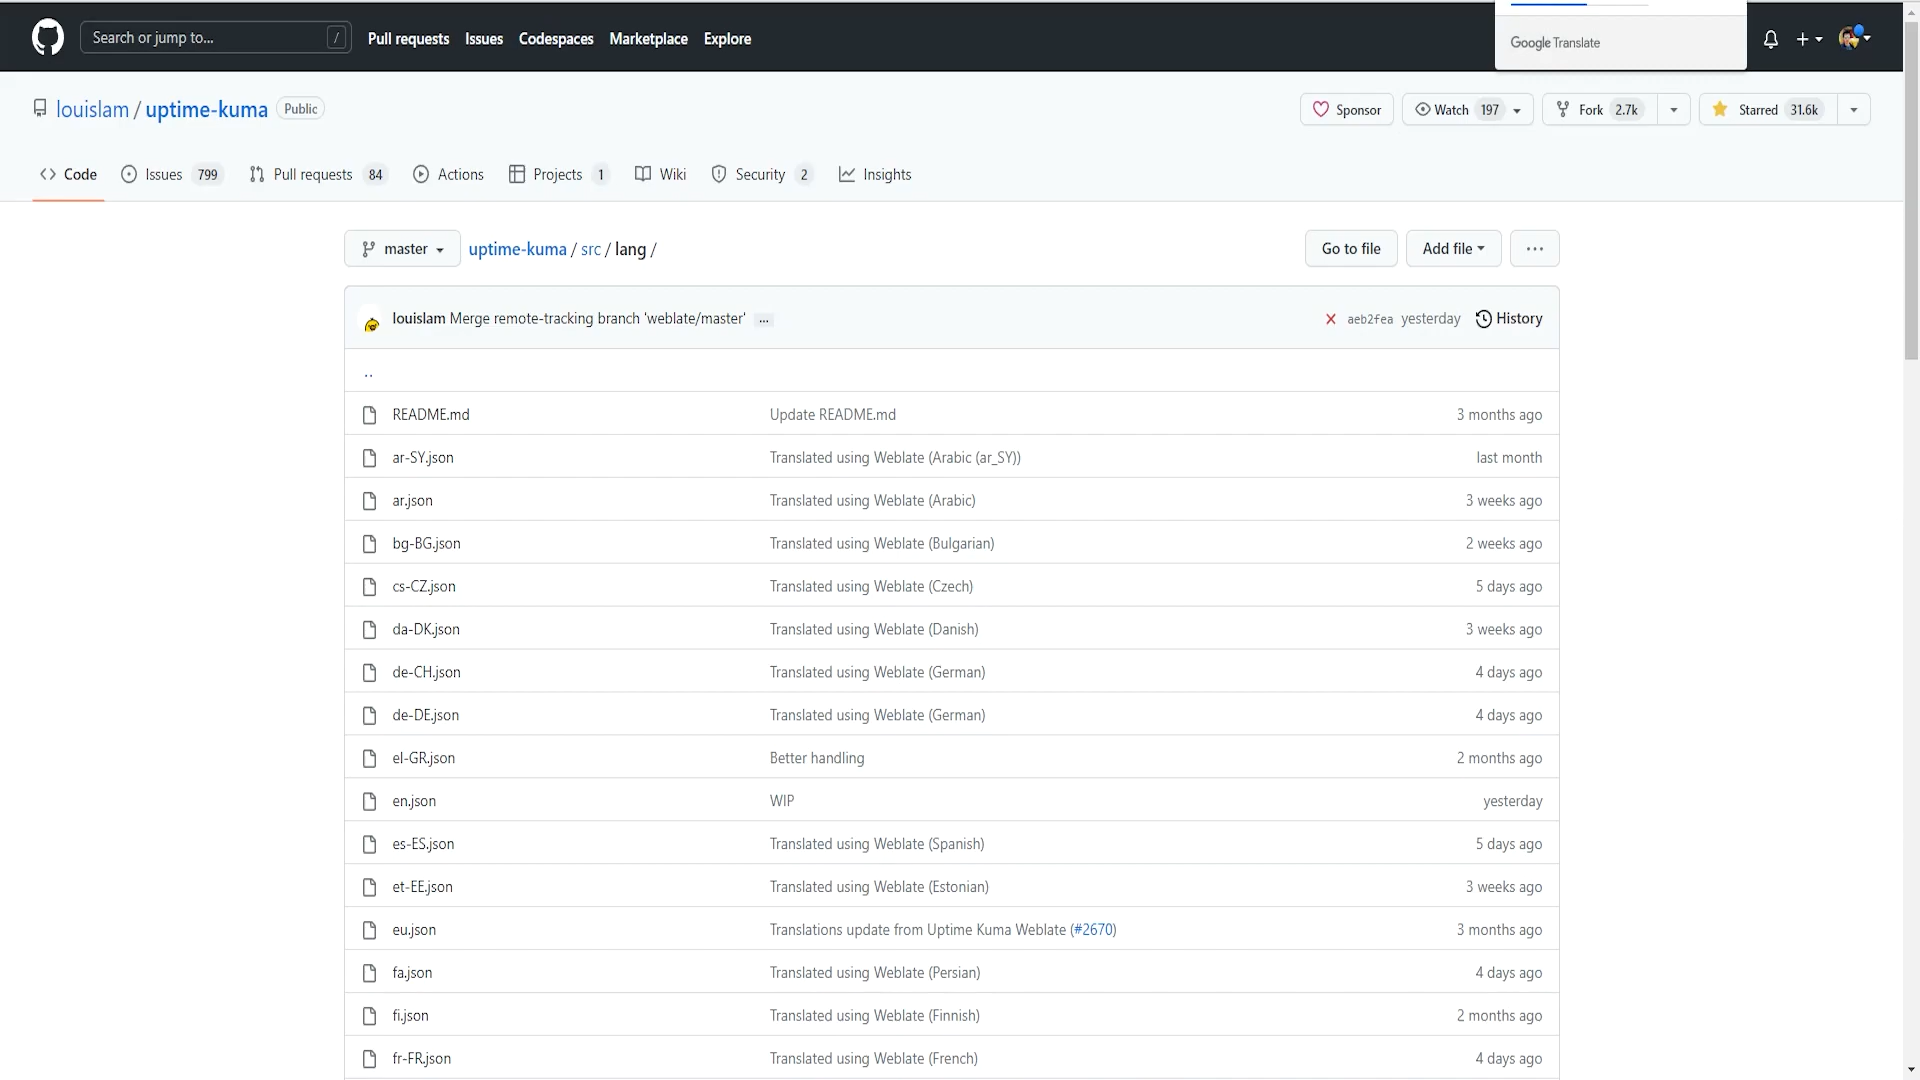 Search or jump to... / Pull requests Issues Codespaces Marketplace Explore
Google Translate
louislam / uptime-kuma Public
Sponsor Watch 197 Fork 2.7k Starred 31.6k
Code Issues 799 Pull requests 84 Actions Projects 1 Wiki Security 2 Insights
master uptime-kuma / src / lang / Go to file Add file ...
louislam Merge remote-tracking branch 'weblate/master' ... aeb2fea yesterday History
..
README.md Update README.md 3 months ago
ar-SY.json Translated using Weblate (Arabic (ar_SY)) last month
ar.json Translated using Weblate (Arabic) 3 weeks ago
bg-BG.json Translated using Weblate (Bulgarian) 2 weeks ago
cs-CZ.json Translated using Weblate (Czech) 5 days ago
da-DK.json Translated using Weblate (Danish) 3 weeks ago
de-CH.json Translated using Weblate (German) 4 days ago
de-DE.json Translated using Weblate (German) 4 days ago
el-GR.json Better handling 2 months ago
en.json WIP yesterday
es-ES.json Translated using Weblate (Spanish) 5 days ago
et-EE.json Translated using Weblate (Estonian) 3 weeks ago
eu.json Translations update from Uptime Kuma Weblate (#2670) 3 months ago
fa.json Translated using Weblate (Persian) 4 days ago
fi.json Translated using Weblate (Finnish) 2 months ago
fr-FR.json Translated using Weblate (French) 4 days ago